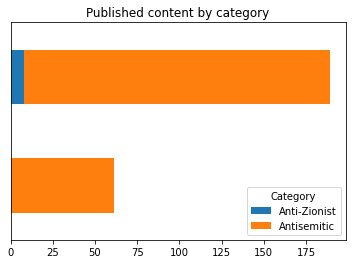 Published content by category
Category
Anti-Zionist
Antisemitic
0 25 50 75 100 125 150 175